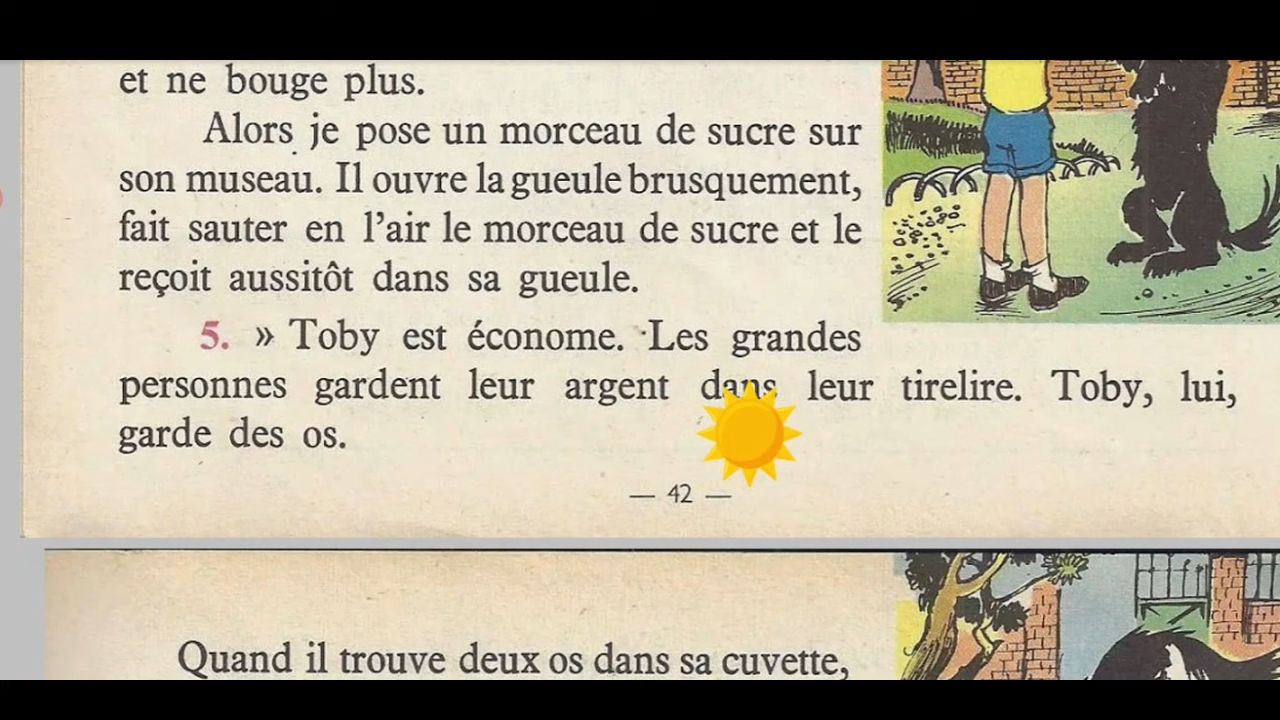 et ne bouge plus.
Alors je pose un morceau de sucre sur
son museau. Il ouvre la gueule brusquement,
fait sauter en l'air le morceau de sucre et le
reçoit aussitôt dans sa gueule.
5. » Toby est économe. Les grandes
personnes gardent leur argent dans leur tirelire. Toby, lui,
garde des os.
— 42 —
Quand il trouve deux os dans sa cuvette,